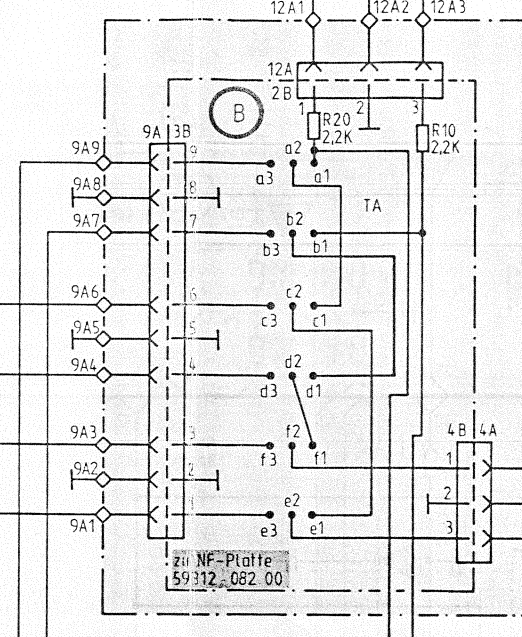 12A1 12A2 12A3
12A
2B
1 2 3
R20
2,2K
R10
2,2K
B
9A 3B
9A9 9 a3 a2 a1
9A8 8
TA
9A7 7 b3 b2 b1
9A6 6 c3 c2 c1
9A5 5
9A4 4 d3 d2 d1
9A3 3 f3 f2 f1
4B 4A
1
9A2 2
2
9A1 1 e3 e2 e1
3
zu NF-Platte
59312_082 00